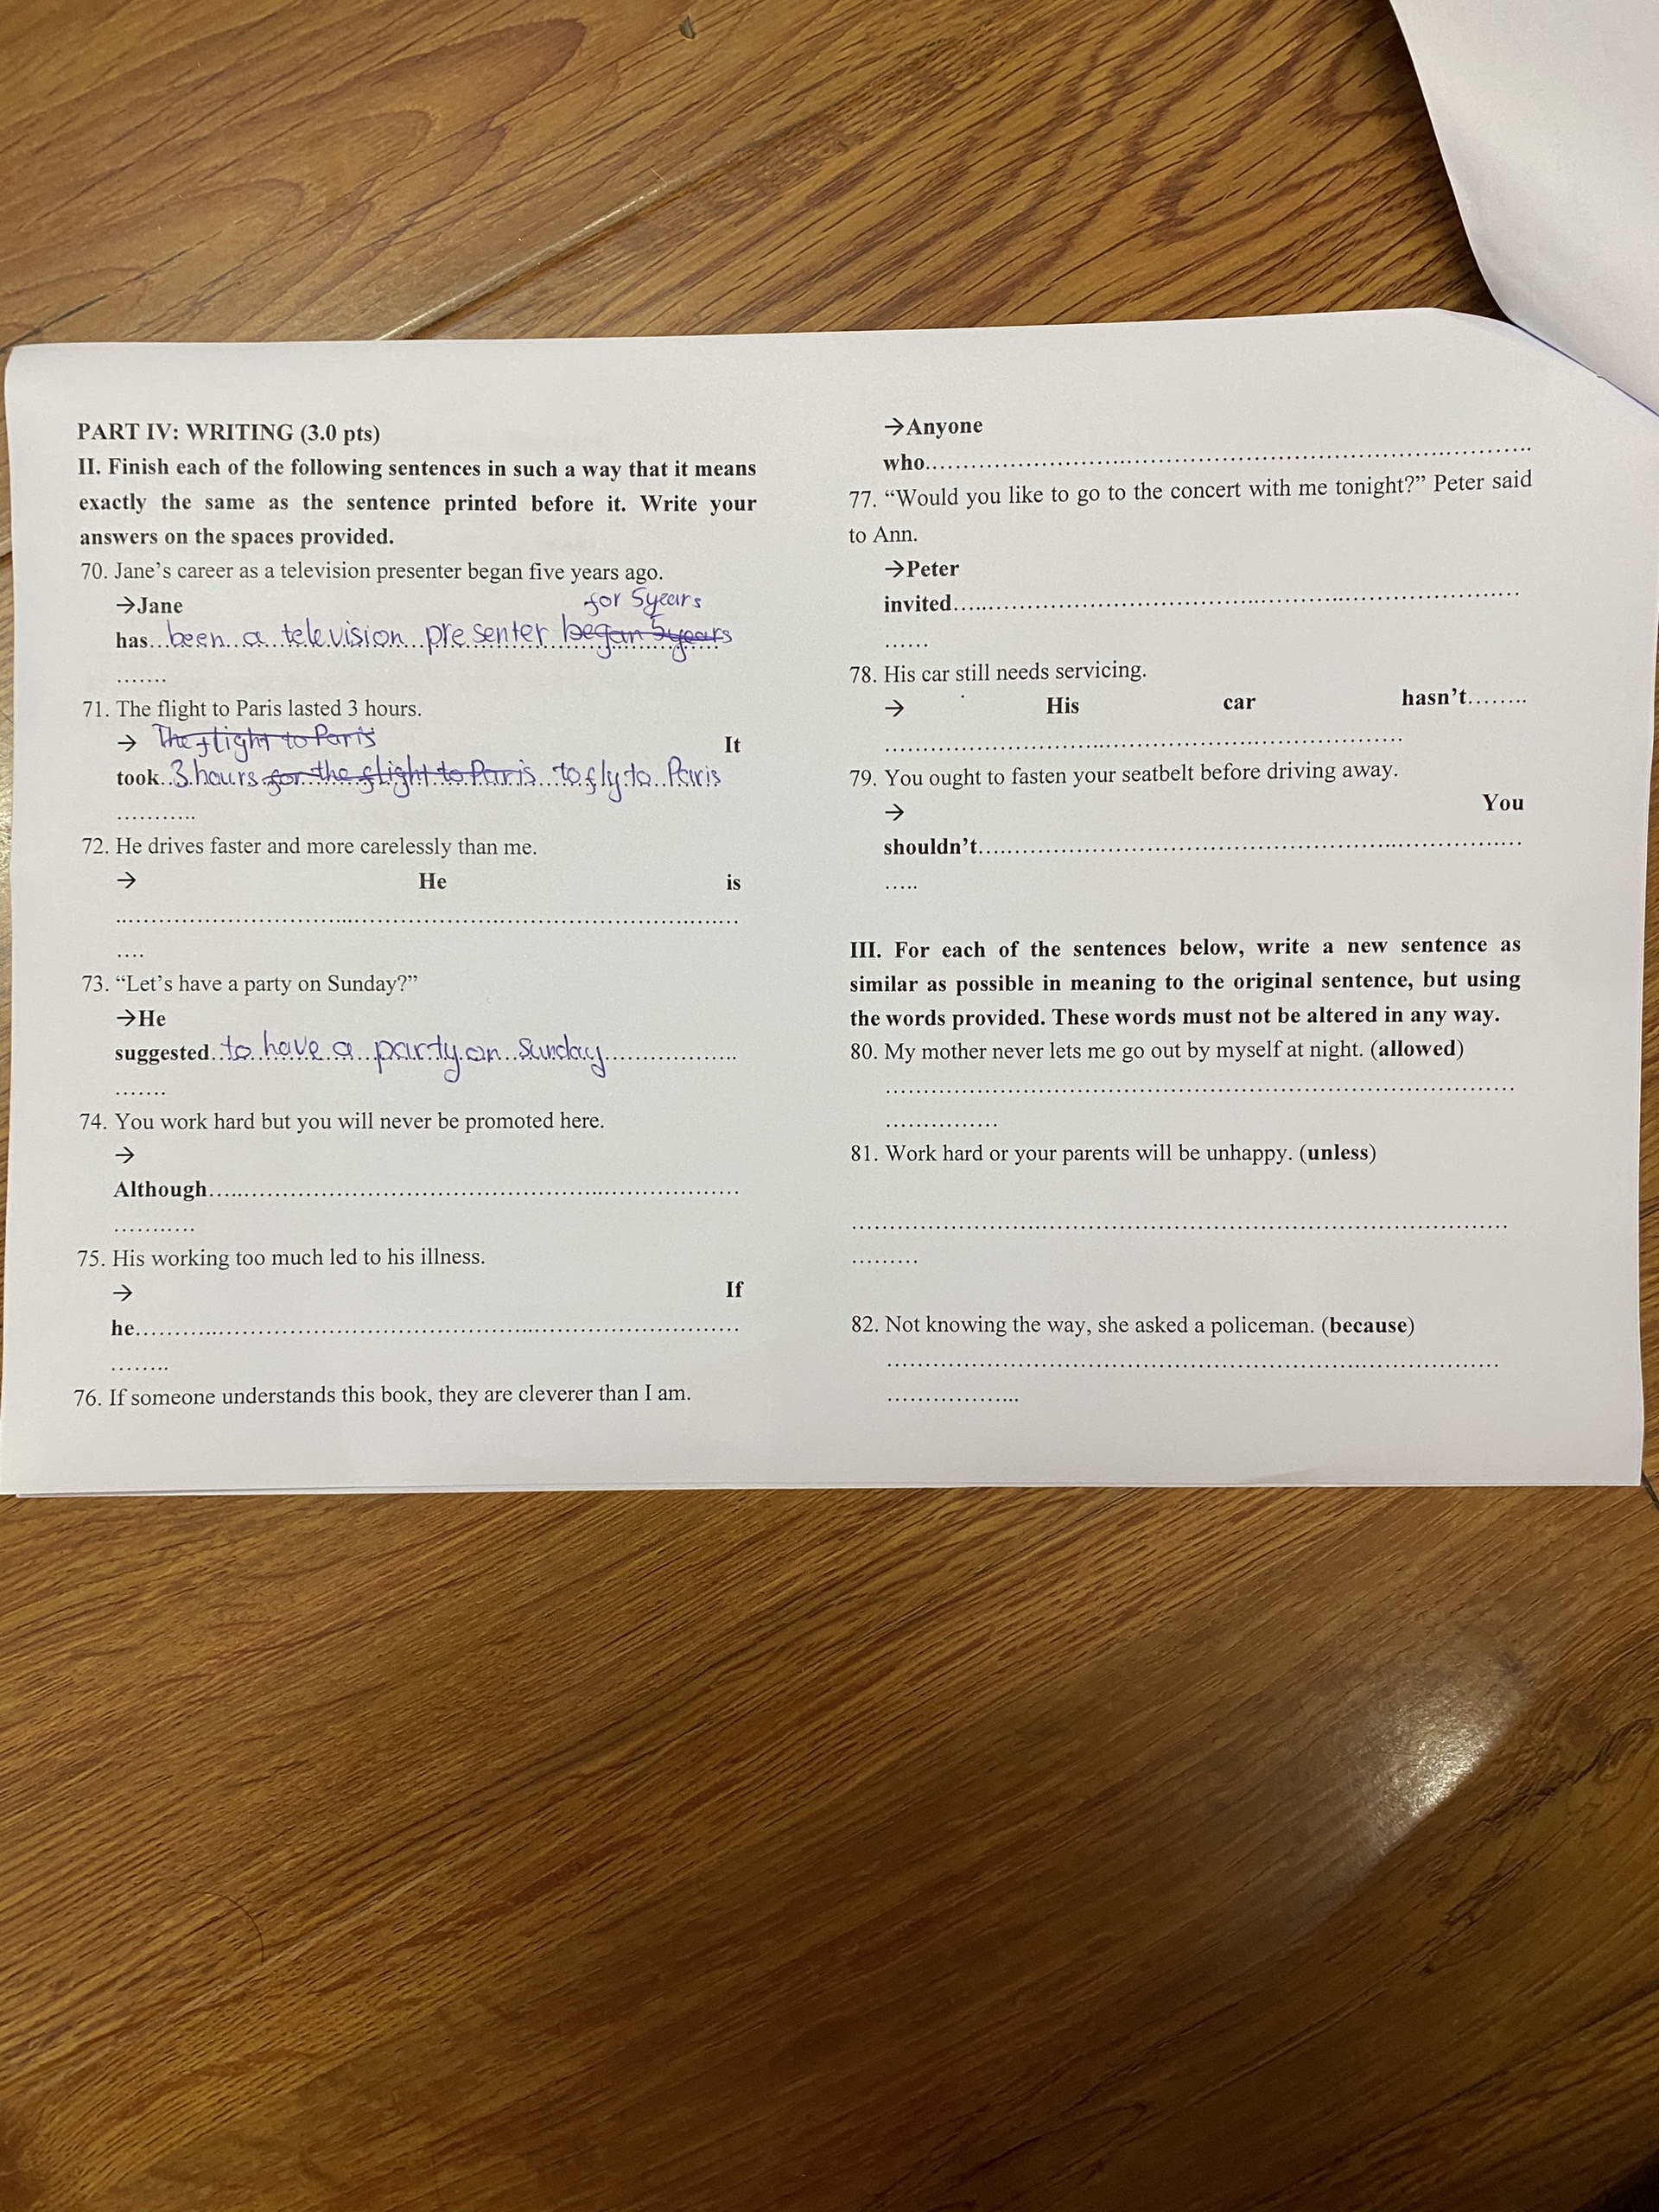 PART IV: WRITING (3.0 pts)
II. Finish each of the following sentences in such a way that it means
exactly the same as the sentence printed before it. Write your
answers on the spaces provided.
70. Jane’s career as a television presenter began five years ago.
→Jane
for 5years
has...been a television presenter began 5years
.......
71. The flight to Paris lasted 3 hours.
→ The flight to Paris It
took..3 hours for the flight to Paris to fly to Paris
...........
72. He drives faster and more carelessly than me.
→ He is
................................................................................
....
73. “Let’s have a party on Sunday?”
→He
suggested..to have a party on Sunday....................
.......
74. You work hard but you will never be promoted here.
→
Although................................................................................
...........
75. His working too much led to his illness.
→ If
he................................................................................
........
76. If someone understands this book, they are cleverer than I am.
→Anyone
who................................................................................
77. “Would you like to go to the concert with me tonight?” Peter said
to Ann.
→Peter
invited................................................................................
......
78. His car still needs servicing.
→ His car hasn’t........
................................................................................
79. You ought to fasten your seatbelt before driving away.
→ You
shouldn’t................................................................................
.....
III. For each of the sentences below, write a new sentence as
similar as possible in meaning to the original sentence, but using
the words provided. These words must not be altered in any way.
80. My mother never lets me go out by myself at night. (allowed)
................................................................................
...............
81. Work hard or your parents will be unhappy. (unless)
................................................................................
.........
82. Not knowing the way, she asked a policeman. (because)
................................................................................
..................